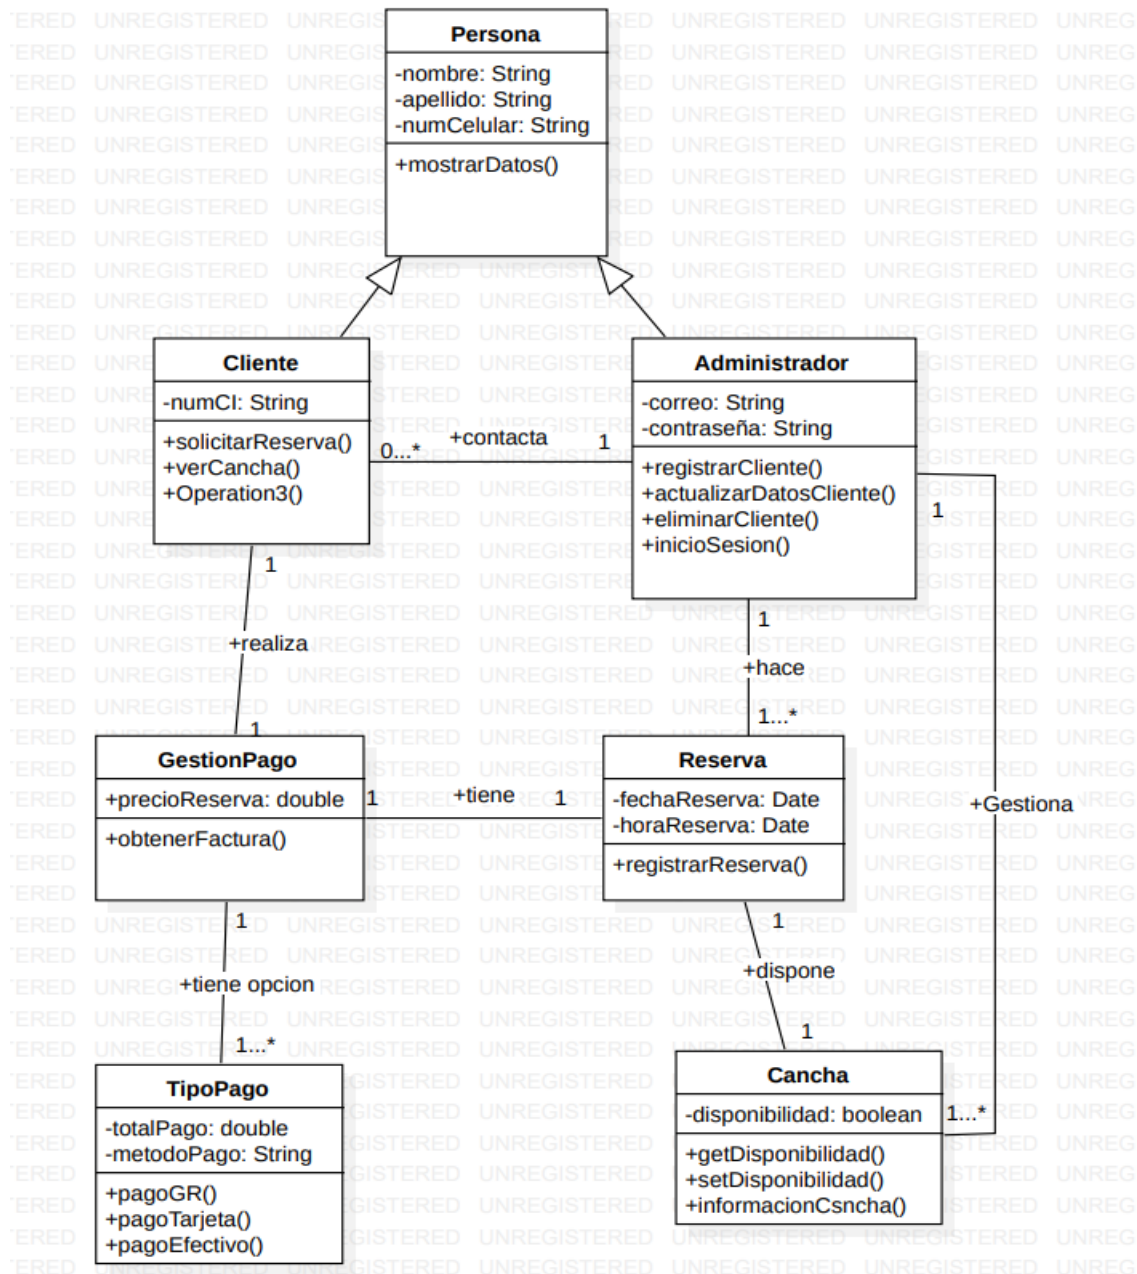 Persona
-nombre: String
-apellido: String
-numCelular: String
+mostrarDatos()
Cliente
-numCI: String
+solicitarReserva()
+verCancha()
+Operation3()
0...*
+contacta
1
Administrador
-correo: String
-contraseña: String
+registrarCliente()
+actualizarDatosCliente()
+eliminarCliente()
+inicioSesion()
1
1
+realiza
1
1
+hace
1...*
GestionPago
+precioReserva: double
+obtenerFactura()
1
+tiene
1
Reserva
-fechaReserva: Date
-horaReserva: Date
+registrarReserva()
+Gestiona
1
+tiene opcion
1...*
1
+dispone
1
TipoPago
-totalPago: double
-metodoPago: String
+pagoGR()
+pagoTarjeta()
+pagoEfectivo()
Cancha
-disponibilidad: boolean
+getDisponibilidad()
+setDisponibilidad()
+informacionCsncha()
1...*
UNREGISTERED